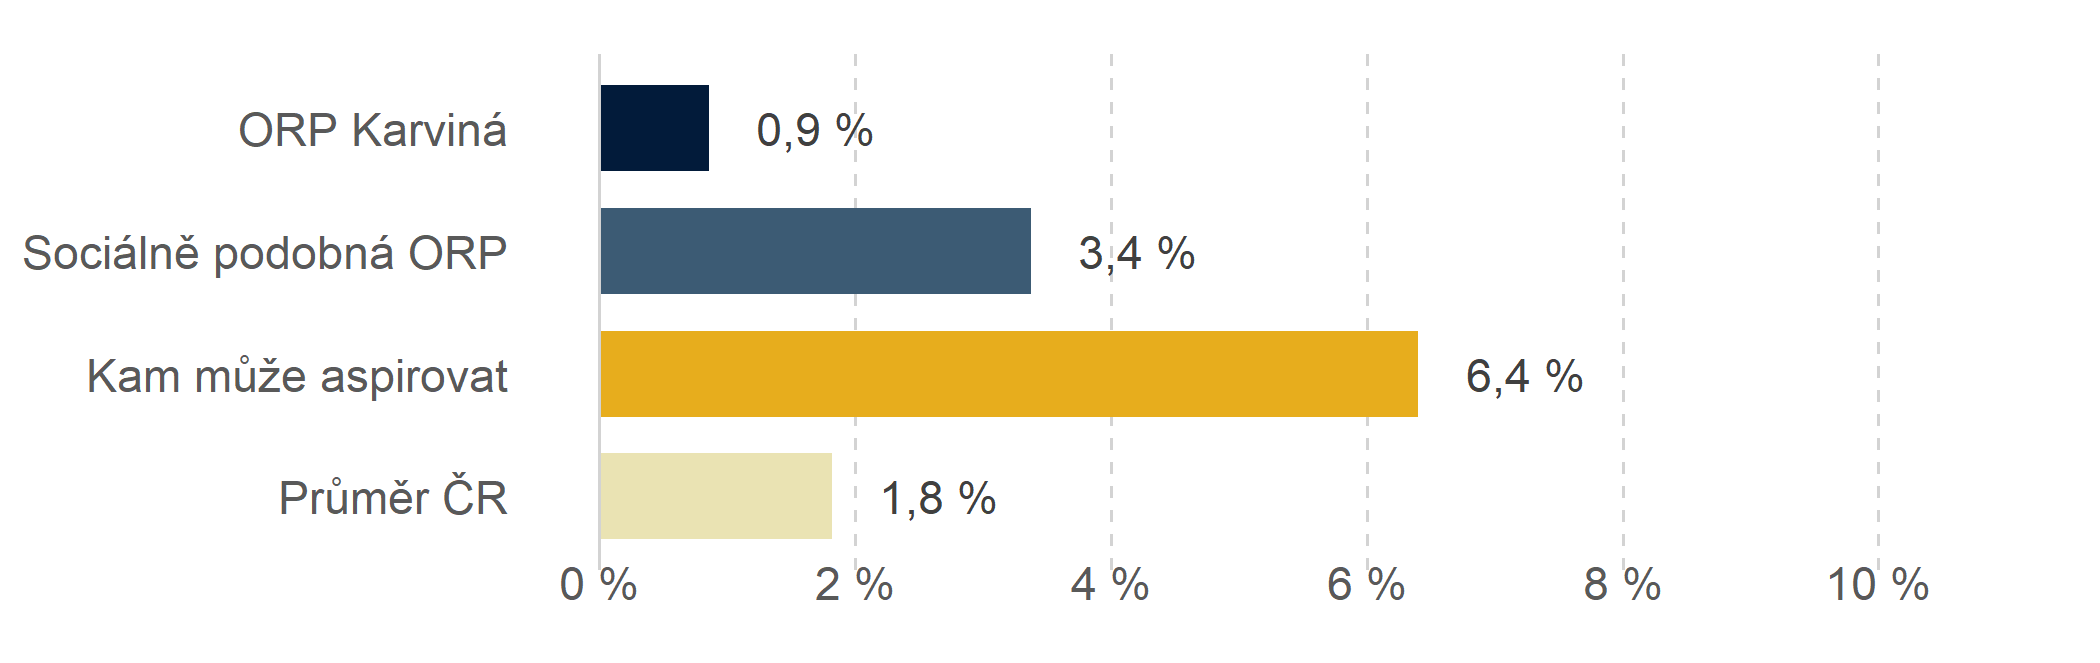 ORP Karviná 0,9 %
Sociálně podobná ORP 3,4 %
Kam může aspirovat 6,4 %
Průměr ČR 1,8 %
0 % 2 % 4 % 6 % 8 % 10 %